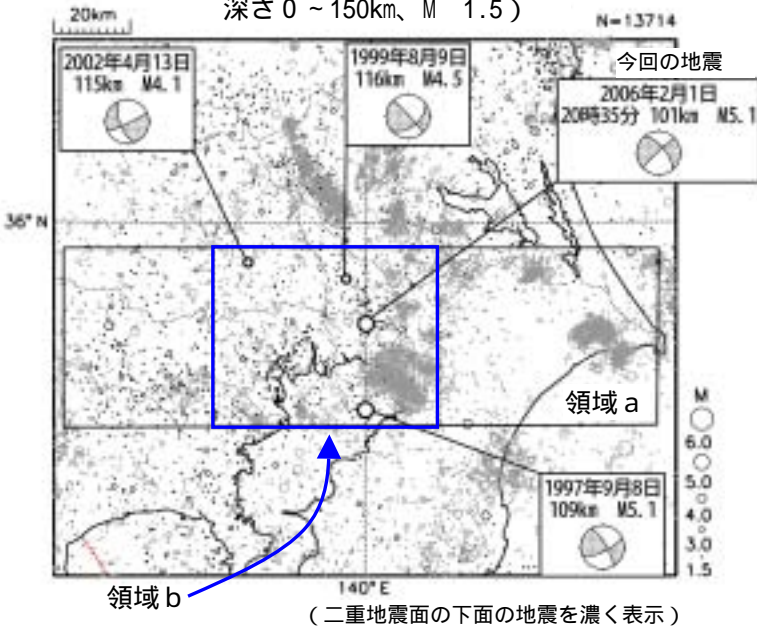 深さ０～150km、M 1.5）
20km
N=13714
2002年4月13日
115km M4.1
1999年8月9日
116km M4.5
今回の地震
2006年2月1日
20時35分 101km M5.1
36°N
領域ａ
M
6.0
5.0
4.0
3.0
1.5
1997年9月8日
109km M5.1
140°E
領域ｂ
（二重地震面の下面の地震を濃く表示）